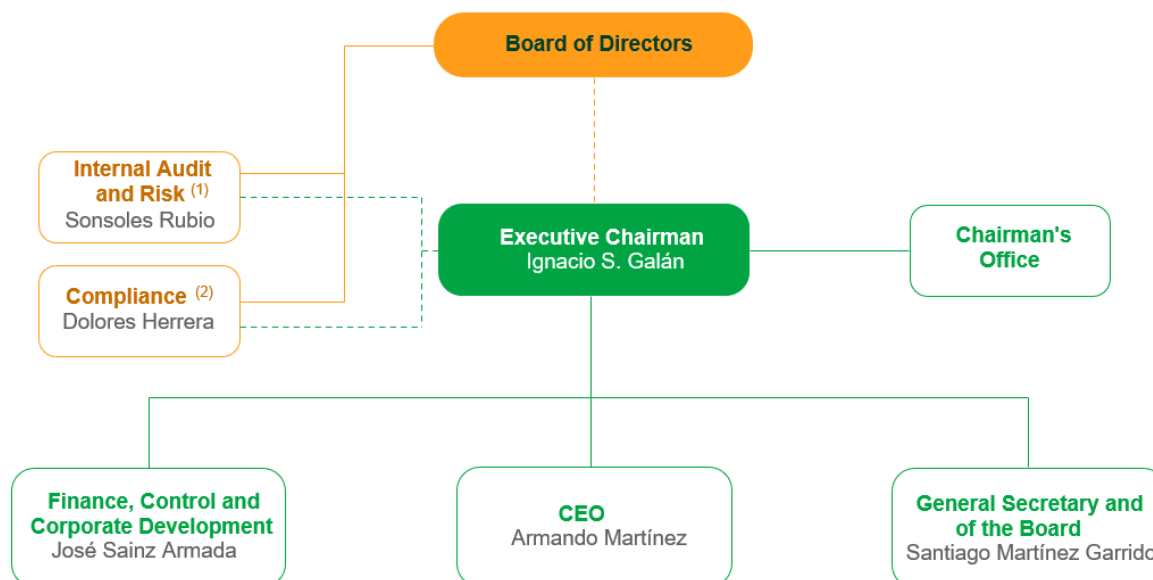 Board of Directors
Internal Audit
and Risk (1)
Sonsoles Rubio
Executive Chairman
Ignacio S. Galán
Chairman's
Office
Compliance (2)
Dolores Herrera
Finance, Control and
Corporate Development
José Sainz Armada
CEO
Armando Martínez
General Secretary and
of the Board
Santiago Martínez Garrido